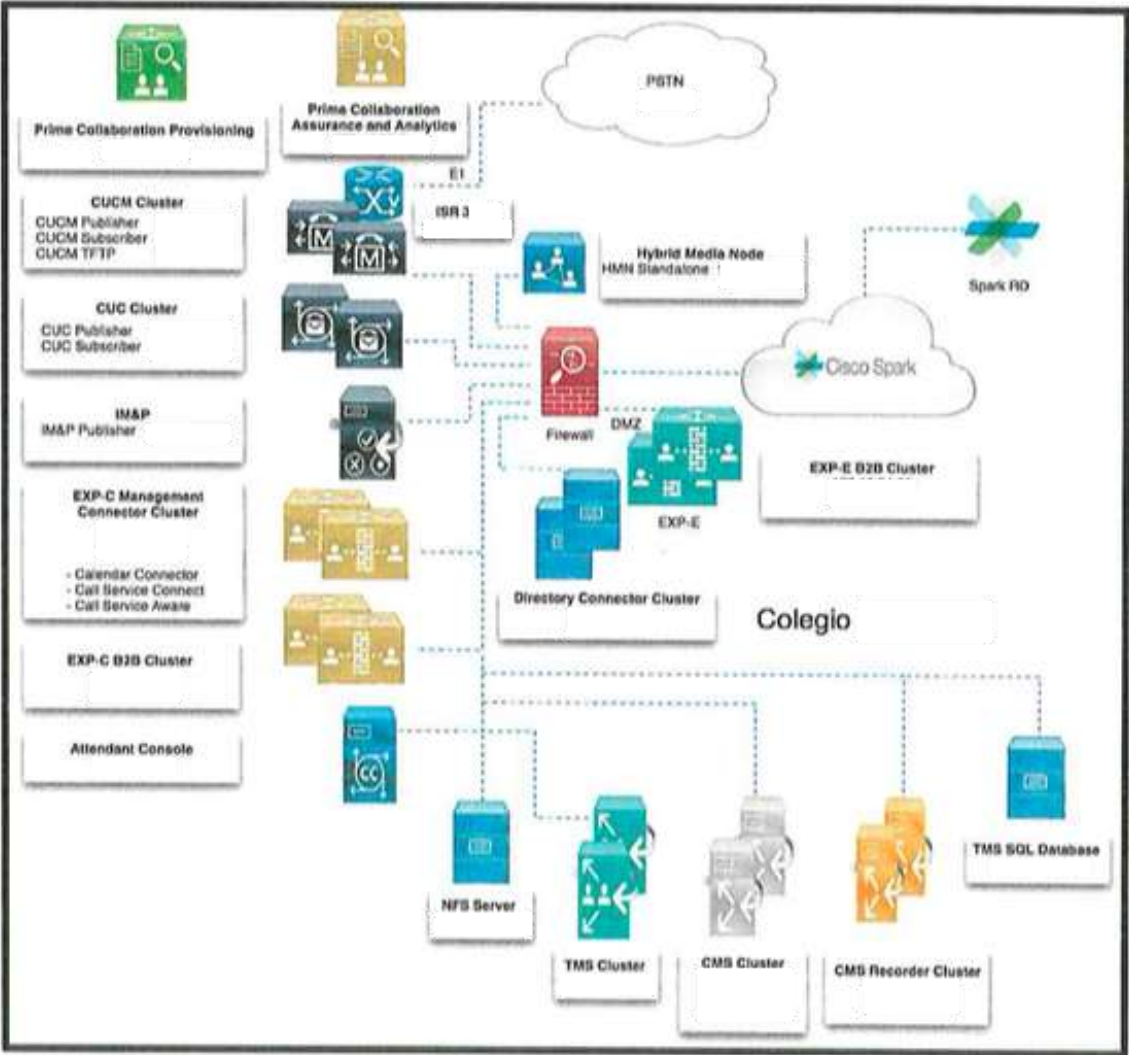 Prime Collaboration Provisioning
Prime Collaboration
Assurance and Analytics
PSTN
E1
ISR 3
CUCM Cluster
CUCM Publisher
CUCM Subscriber
CUCM TFTP
Hybrid Media Node
HMN Standalone
Spark RD
CUC Cluster
CUC Publisher
CUC Subscriber
Cisco Spark
IM&P
IM&P Publisher
Firewall
DMZ
EXP-E B2B Cluster
EXP-C Management
Connector Cluster
- Calendar Connector
- Call Service Connect
- Call Service Aware
EXP-E
Directory Connector Cluster
Colegio
EXP-C B2B Cluster
Attendant Console
CC
NFS Server
TMS Cluster
CMS Cluster
CMS Recorder Cluster
TMS SQL Database